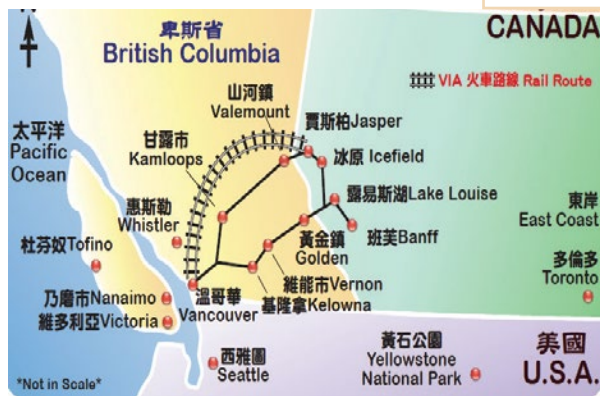 卑斯省
British Columbia
CANADA
VIA 火車路線 Rail Route
太平洋
Pacific
Ocean
山河鎮
Valemount
賈斯柏Jasper
甘露市
Kamloops
冰原 Icefield
露易斯湖Lake Louise
惠斯勒
Whistler
東岸
East Coast
黃金鎮
Golden
班芙Banff
杜芬奴Tofino
維能市Vernon
多倫多
Toronto
乃磨市Nanaimo
溫哥華
Vancouver
基隆拿Kelowna
維多利亞Victoria
西雅圖
Seattle
黃石公園
Yellowstone
National Park
美國
U.S.A.
*Not in Scale*